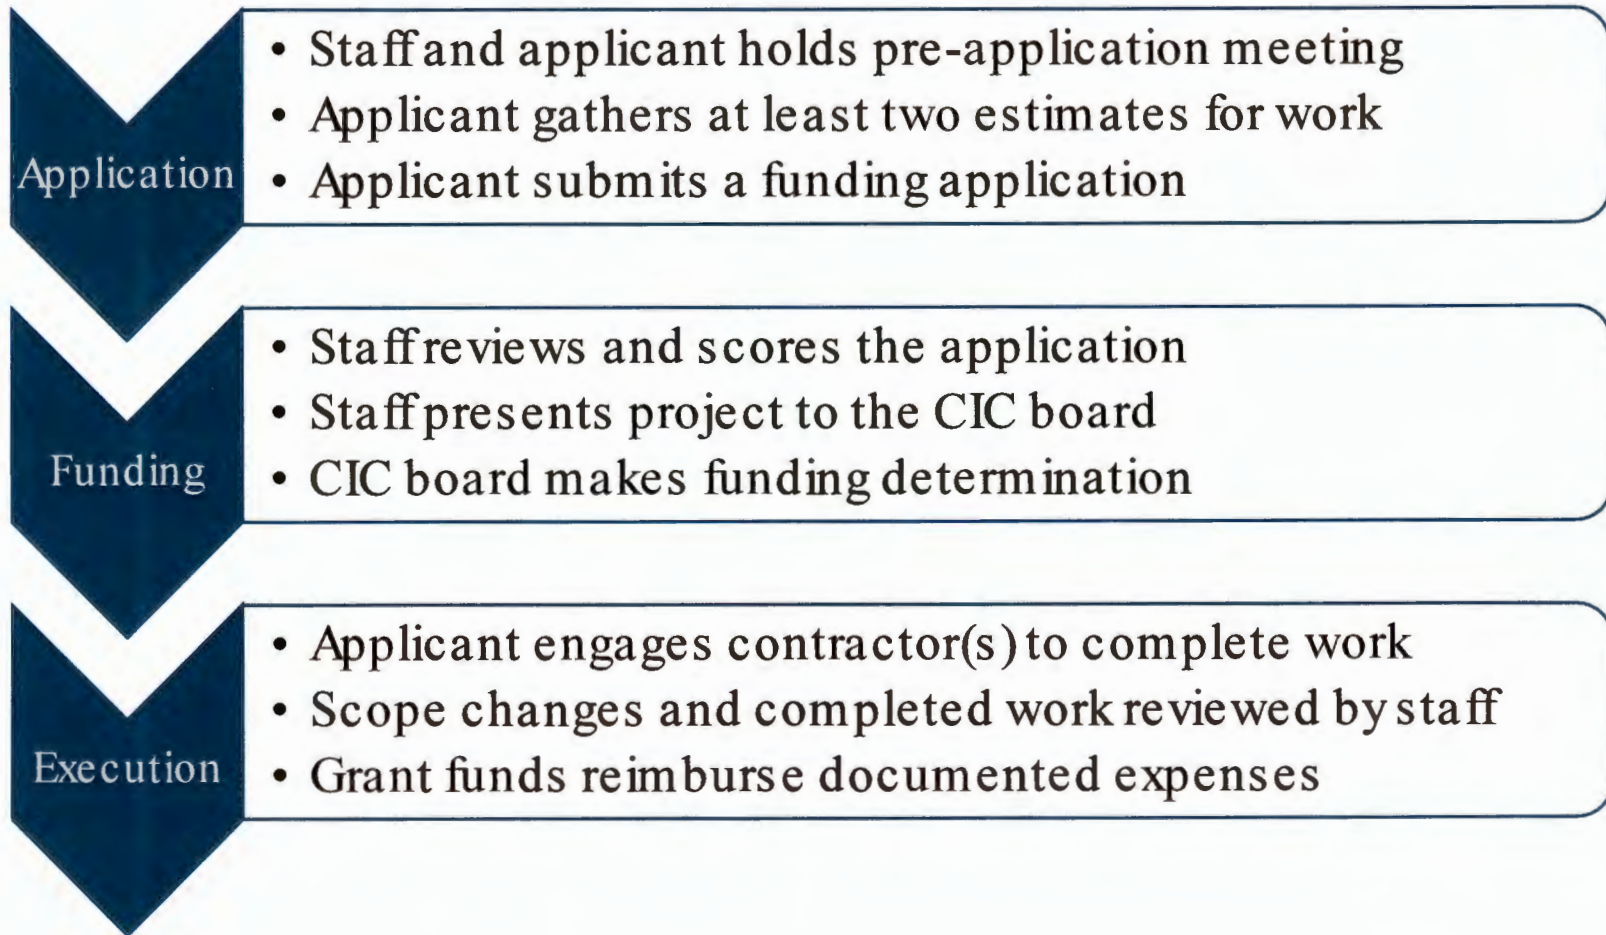 Application
• Staff and applicant holds pre-application meeting
• Applicant gathers at least two estimates for work
• Applicant submits a funding application
Funding
• Staff reviews and scores the application
• Staff presents project to the CIC board
• CIC board makes funding determination
Execution
• Applicant engages contractor(s) to complete work
• Scope changes and completed work reviewed by staff
• Grant funds reimburse documented expenses